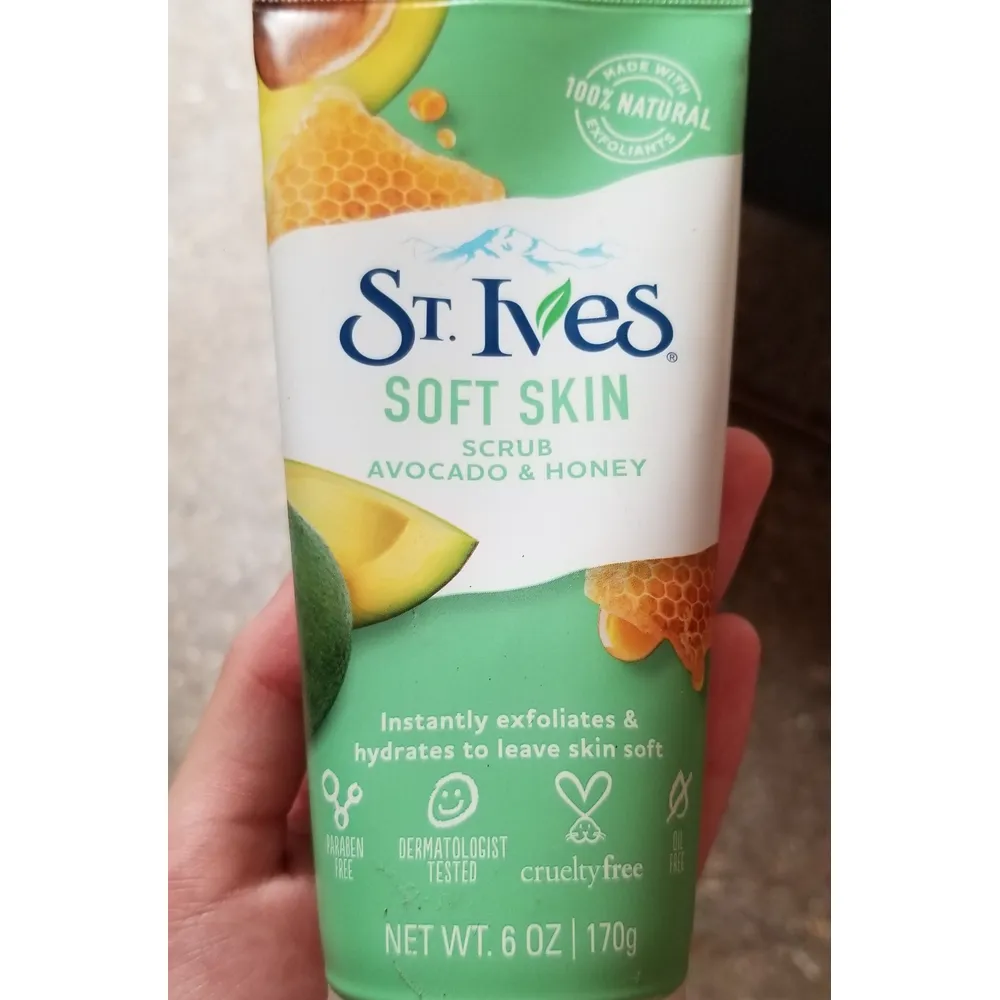 MADE WITH
100% NATURAL
EXFOLIANTS
ST. IVES®
SOFT SKIN
SCRUB
AVOCADO & HONEY
Instantly exfoliates &
hydrates to leave skin soft
PARABEN
FREE
DERMATOLOGIST
TESTED
crueltyfree
OIL
FREE
NET WT. 6 OZ | 170g